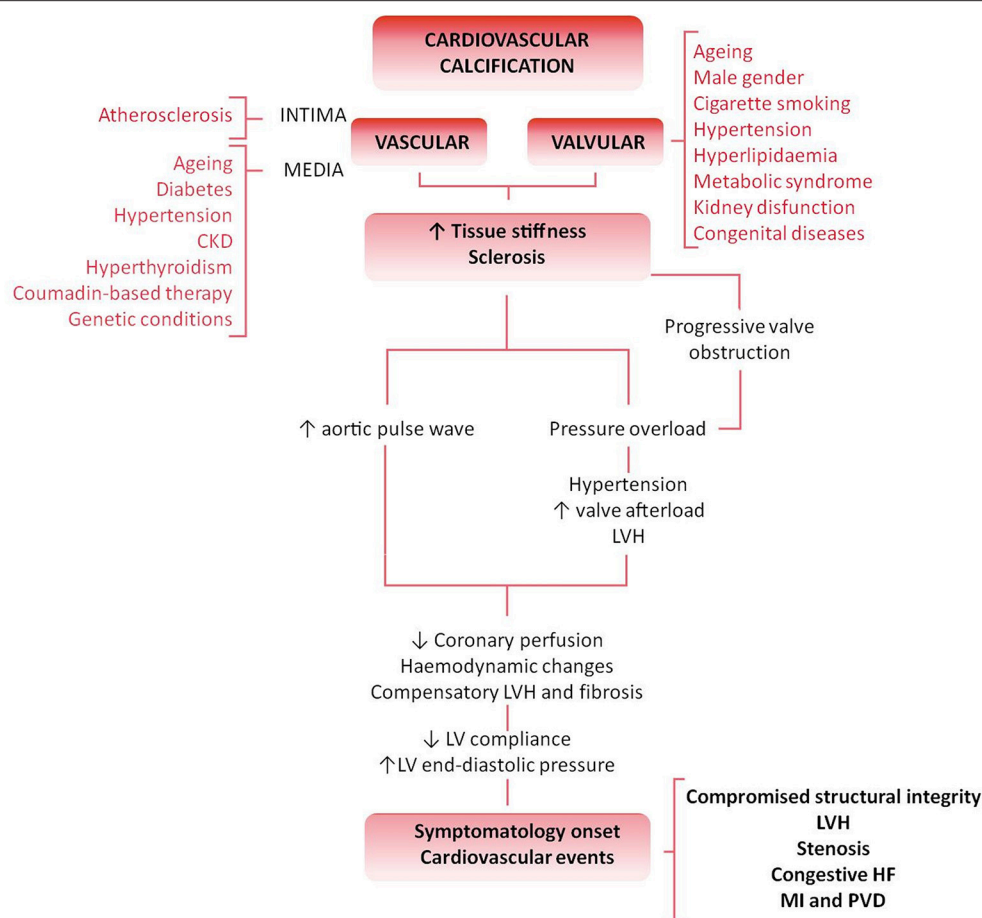 CARDIOVASCULAR
CALCIFICATION
Atherosclerosis
INTIMA
Ageing
Diabetes
Hypertension
CKD
Hyperthyroidism
Coumadin-based therapy
Genetic conditions
MEDIA
VASCULAR
VALVULAR
Ageing
Male gender
Cigarette smoking
Hypertension
Hyperlipidaemia
Metabolic syndrome
Kidney disfunction
Congenital diseases
↑ Tissue stiffness
Sclerosis
Progressive valve
obstruction
↑ aortic pulse wave
Pressure overload
Hypertension
↑ valve afterload
LVH
↓ Coronary perfusion
Haemodynamic changes
Compensatory LVH and fibrosis
↓ LV compliance
↑LV end-diastolic pressure
Symptomatology onset
Cardiovascular events
Compromised structural integrity
LVH
Stenosis
Congestive HF
MI and PVD